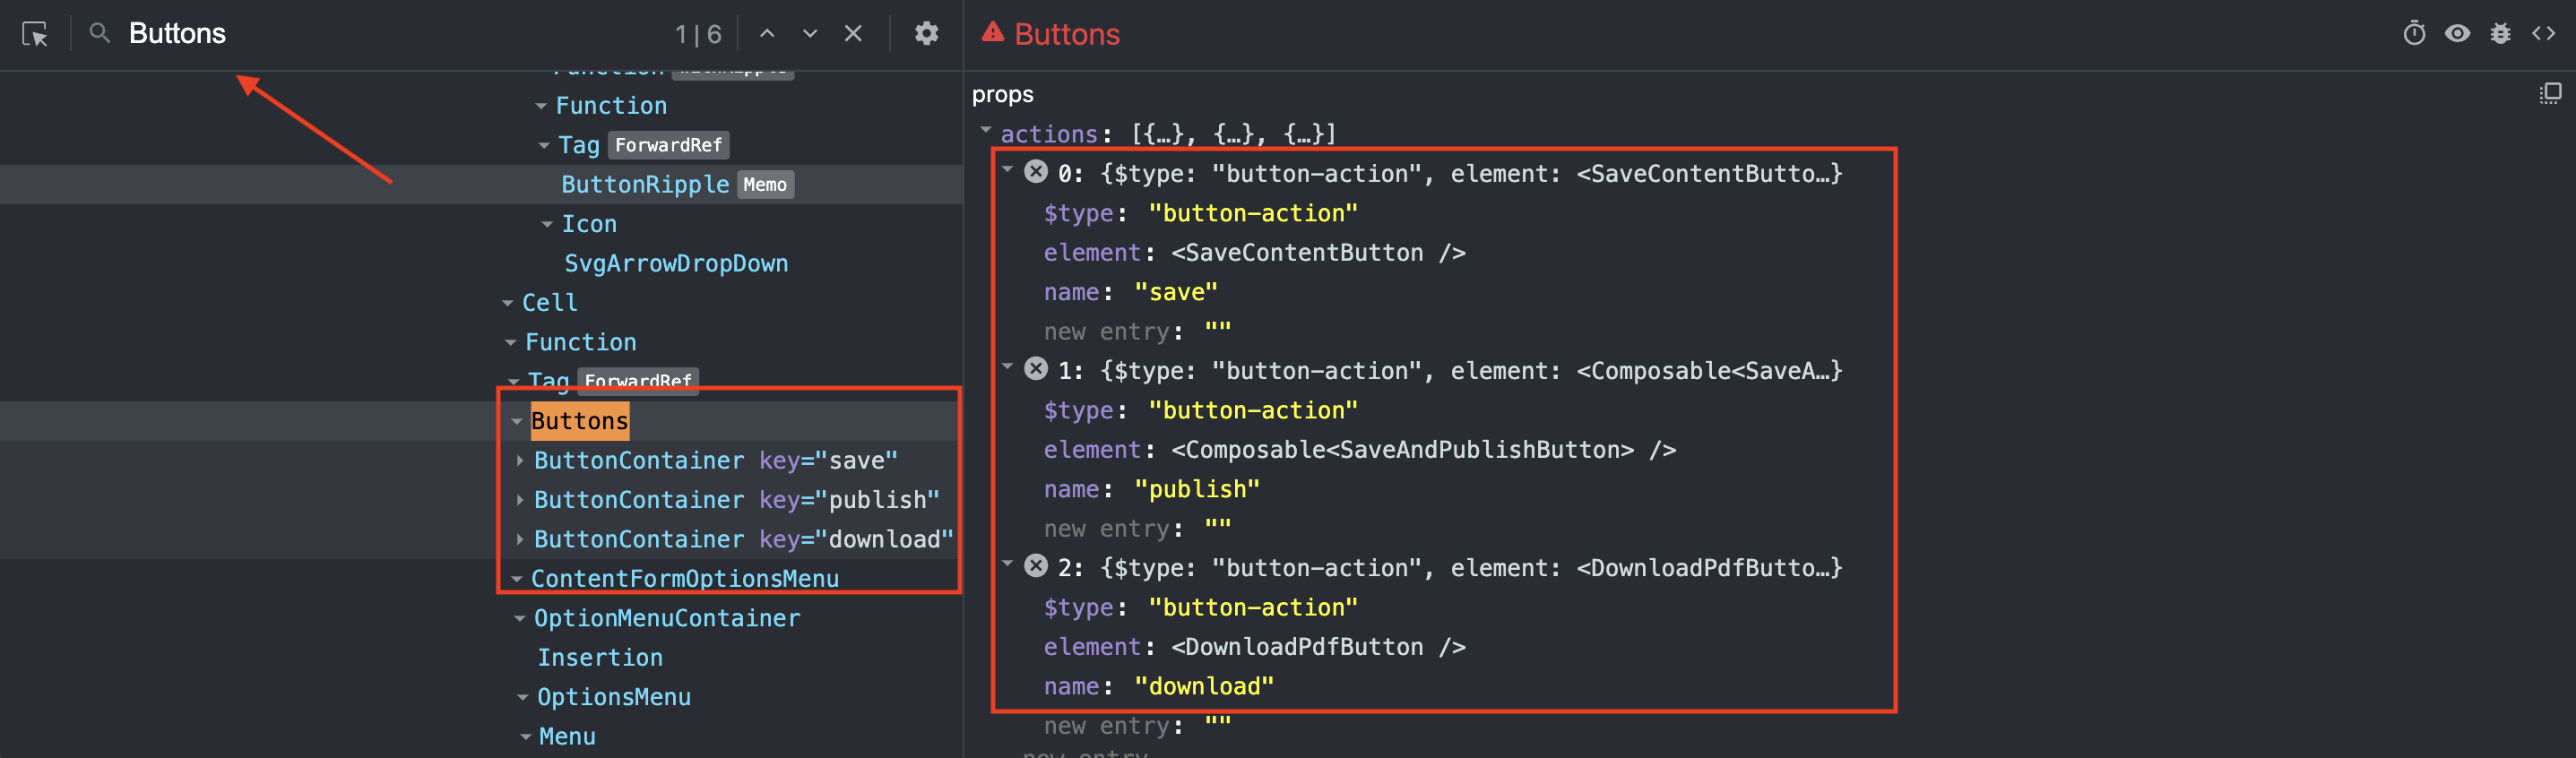 Buttons
1 | 6
Function
Tag ForwardRef
ButtonRipple Memo
Icon
SvgArrowDropDown
Cell
Function
Tag ForwardRef
Buttons
ButtonContainer key="save"
ButtonContainer key="publish"
ButtonContainer key="download"
ContentFormOptionsMenu
OptionMenuContainer
Insertion
OptionsMenu
Menu
Buttons
props
actions: [{…}, {…}, {…}]
0: {$type: "button-action", element: <SaveContentButto…}
$type: "button-action"
element: <SaveContentButton />
name: "save"
new entry: ""
1: {$type: "button-action", element: <Composable<SaveA…}
$type: "button-action"
element: <Composable<SaveAndPublishButton> />
name: "publish"
new entry: ""
2: {$type: "button-action", element: <DownloadPdfButto…}
$type: "button-action"
element: <DownloadPdfButton />
name: "download"
new entry: ""